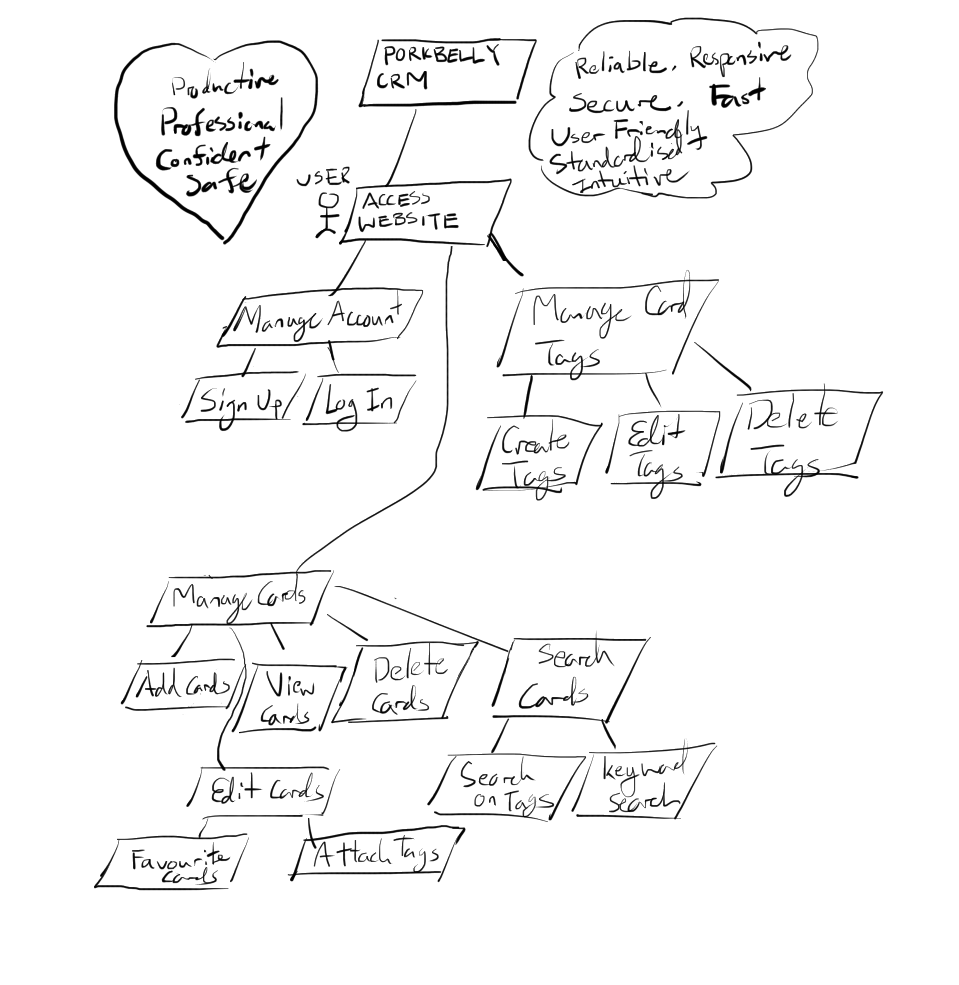 PORKBELLY
CRM
Productive
Professional
Confident
Safe
Reliable, Responsive
Secure, Fast
User Friendly
Standardised
Intuitive
USER
ACCESS
WEBSITE
Manage Account
Sign Up
Log In
Manage Card
Tags
Create
Tags
Edit
Tags
Delete
Tags
Manage Cards
Add Cards
View
Cards
Delete
Cards
Search
Cards
Edit Cards
Search
on Tags
Keyword
Search
Favourite
Cards
Attach Tags